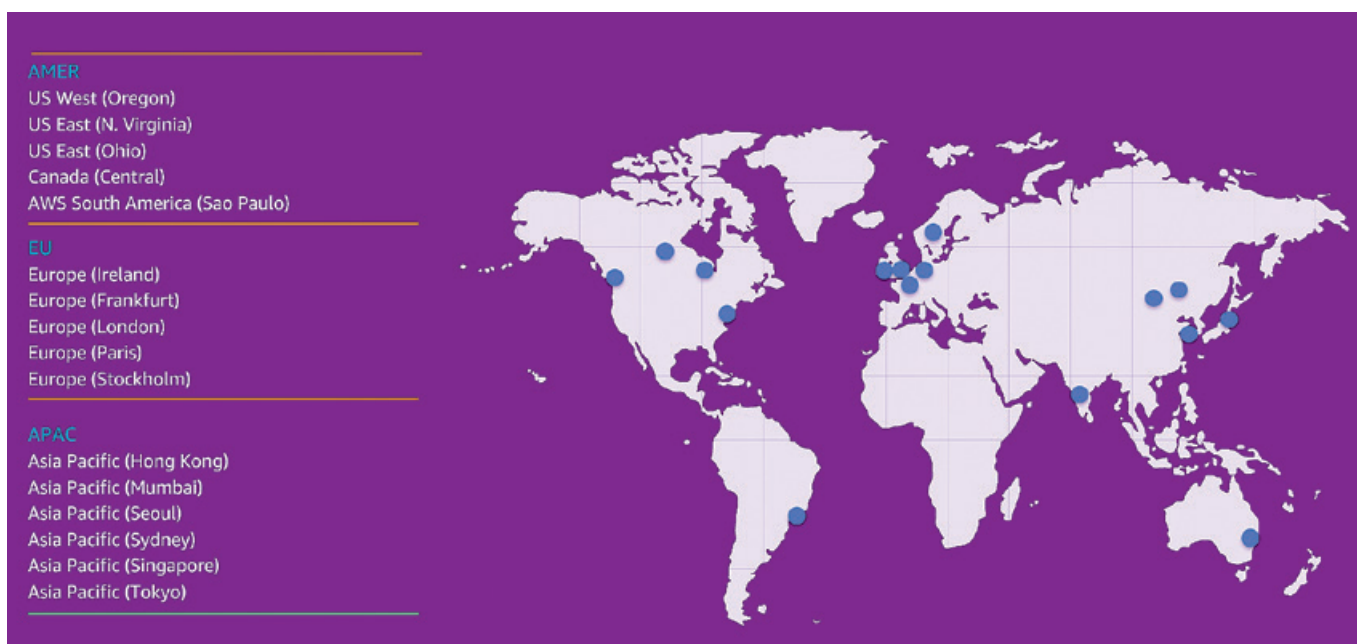 AMER
US West (Oregon)
US East (N. Virginia)
US East (Ohio)
Canada (Central)
AWS South America (Sao Paulo)
EU
Europe (Ireland)
Europe (Frankfurt)
Europe (London)
Europe (Paris)
Europe (Stockholm)
APAC
Asia Pacific (Hong Kong)
Asia Pacific (Mumbai)
Asia Pacific (Seoul)
Asia Pacific (Sydney)
Asia Pacific (Singapore)
Asia Pacific (Tokyo)